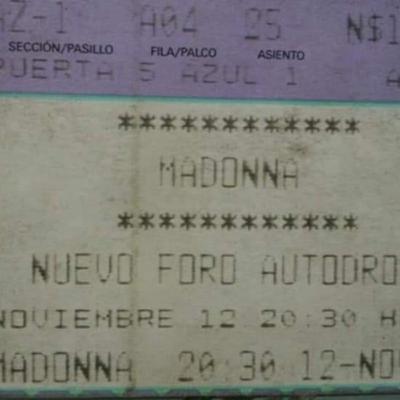 AZ-1 A04 25 N$1
SECCIÓN/PASILLO FILA/PALCO ASIENTO
PUERTA 5 AZUL 1 A
************
MADONNA
************
NUEVO FORO AUTODRO
NOVIEMBRE 12 20:30 H
MADONNA 20:30 12-NO